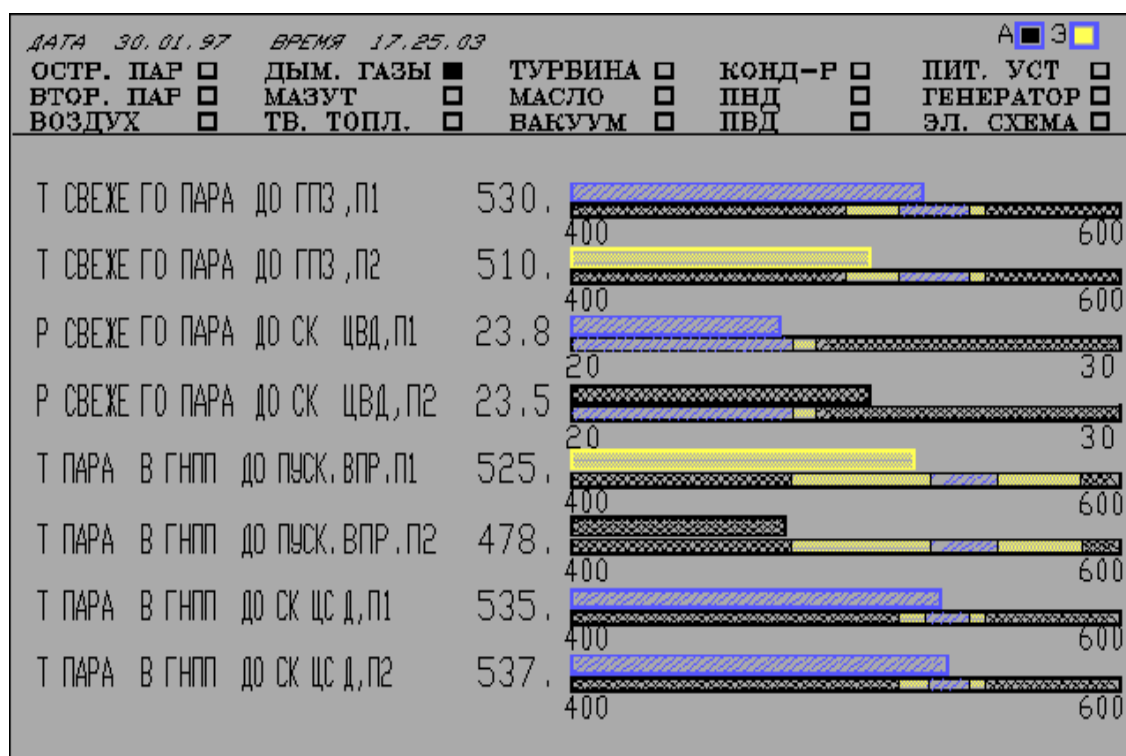 ДАТА 30.01.97 ВРЕМЯ 17.25.03 А Э
ОСТР. ПАР ДЫМ. ГАЗЫ ТУРБИНА КОНД-Р ПИТ. УСТ
ВТОР. ПАР МАЗУТ МАСЛО ПНД ГЕНЕРАТОР
ВОЗДУХ ТВ. ТОПЛ. ВАКУУМ ПВД ЭЛ. СХЕМА
Т СВЕЖЕГО ПАРА ДО ГПЗ,П1 530.
400 600
Т СВЕЖЕГО ПАРА ДО ГПЗ,П2 510.
400 600
Р СВЕЖЕГО ПАРА ДО СК ЦВД,П1 23.8
20 30
Р СВЕЖЕГО ПАРА ДО СК ЦВД,П2 23.5
20 30
Т ПАРА В ГНПП ДО ПУСК.ВПР.П1 525.
400 600
Т ПАРА В ГНПП ДО ПУСК.ВПР.П2 478.
400 600
Т ПАРА В ГНПП ДО СК ЦСД,П1 535.
400 600
Т ПАРА В ГНПП ДО СК ЦСД,П2 537.
400 600